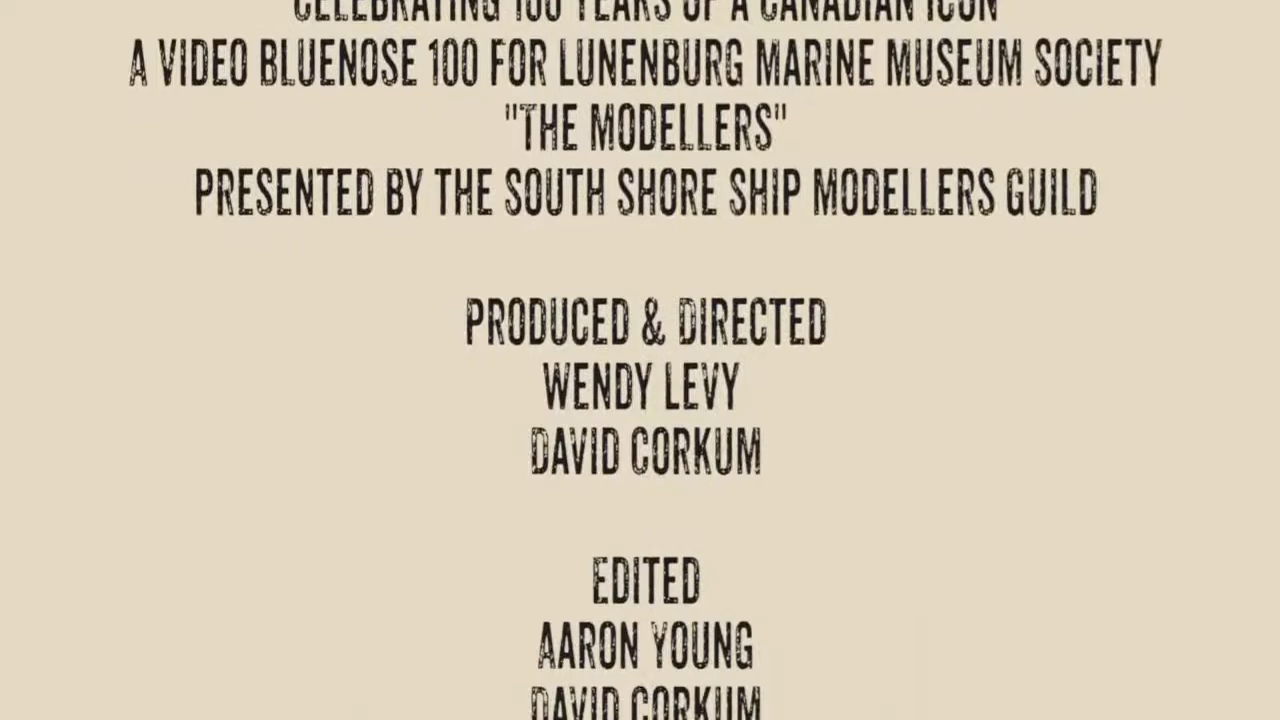 CELEBRATING 100 YEARS OF A CANADIAN ICON
A VIDEO BLUENOSE 100 FOR LUNENBURG MARINE MUSEUM SOCIETY
"THE MODELLERS"
PRESENTED BY THE SOUTH SHORE SHIP MODELLERS GUILD
PRODUCED & DIRECTED
WENDY LEVY
DAVID CORKUM
EDITED
AARON YOUNG
DAVID CORKUM